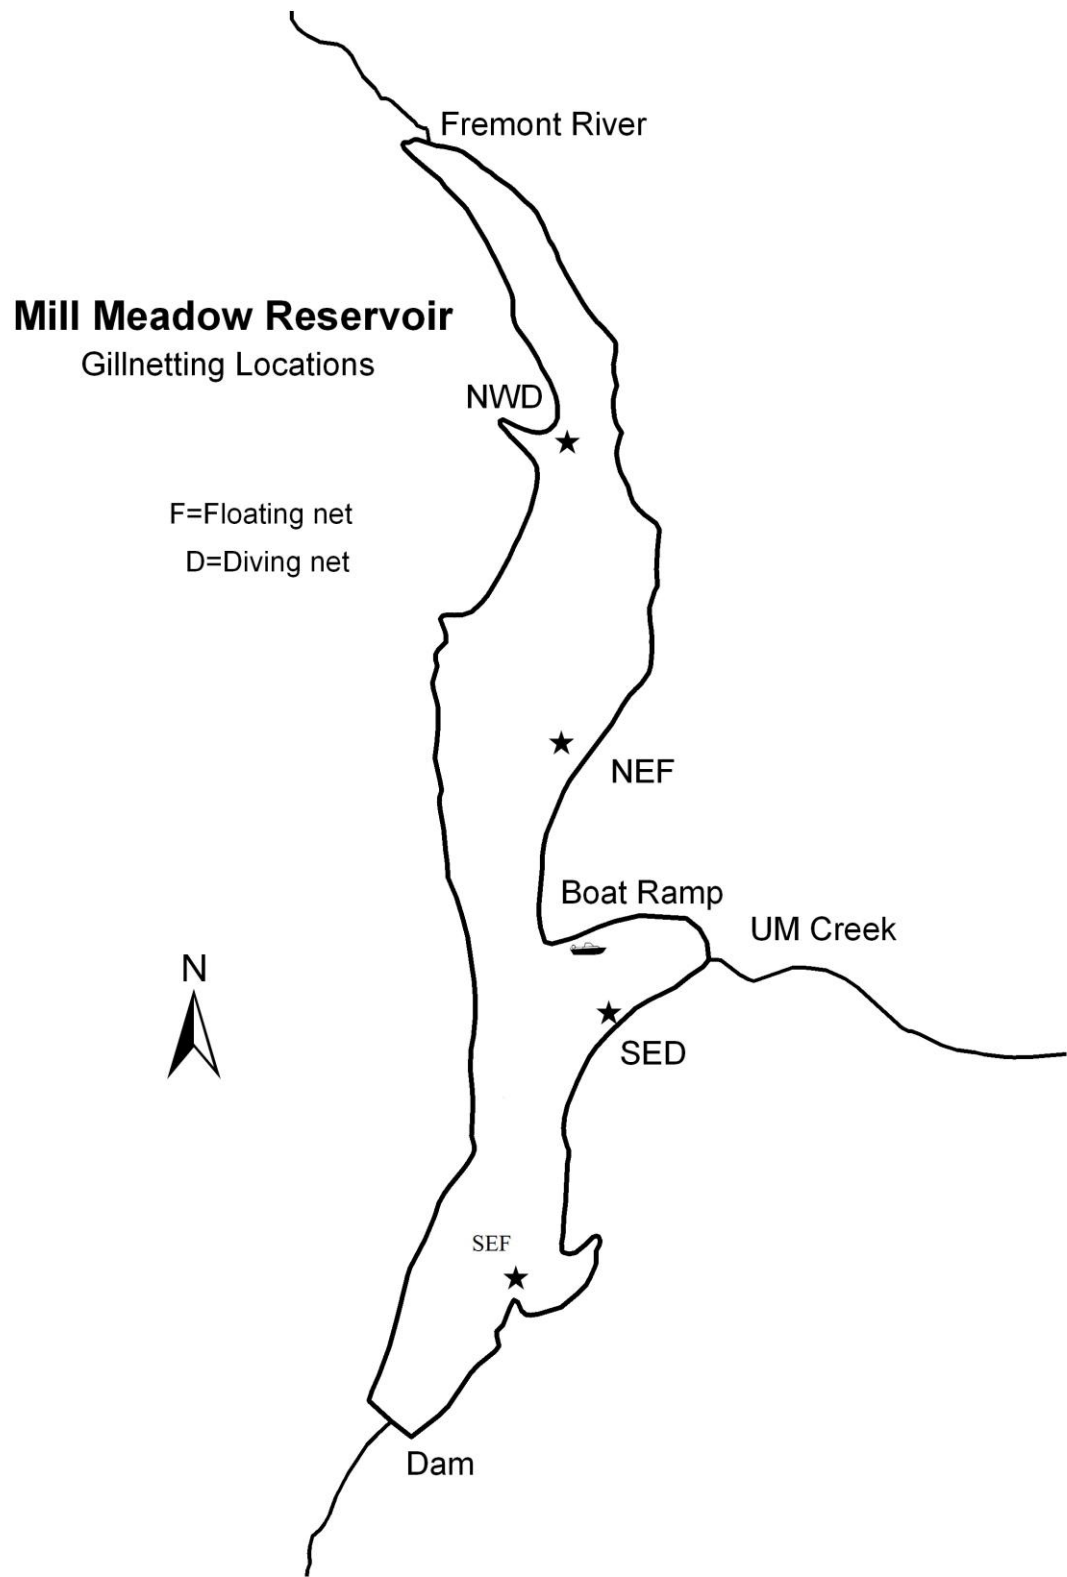 Fremont River
Mill Meadow Reservoir
Gillnetting Locations
NWD
F=Floating net
D=Diving net
NEF
Boat Ramp
UM Creek
N
SED
SEF
Dam